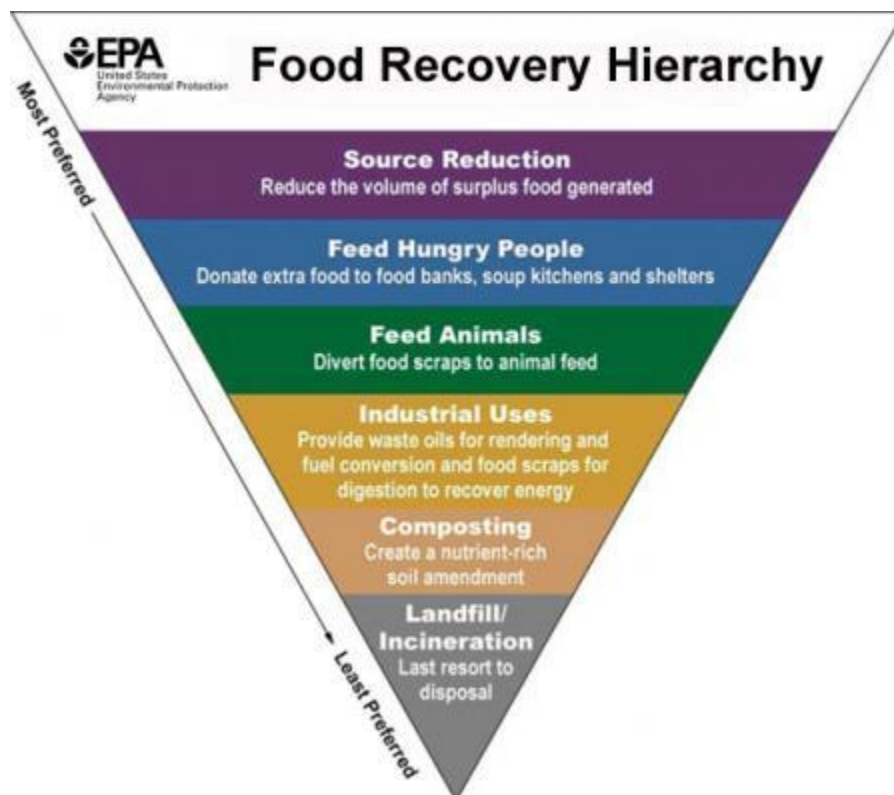 EPA
United States
Environmental Protection
Agency
Food Recovery Hierarchy
Most Preferred
Source Reduction
Reduce the volume of surplus food generated
Feed Hungry People
Donate extra food to food banks, soup kitchens and shelters
Feed Animals
Divert food scraps to animal feed
Industrial Uses
Provide waste oils for rendering and
fuel conversion and food scraps for
digestion to recover energy
Composting
Create a nutrient-rich
soil amendment
Landfill/
Incineration
Last resort to
disposal
Least Preferred